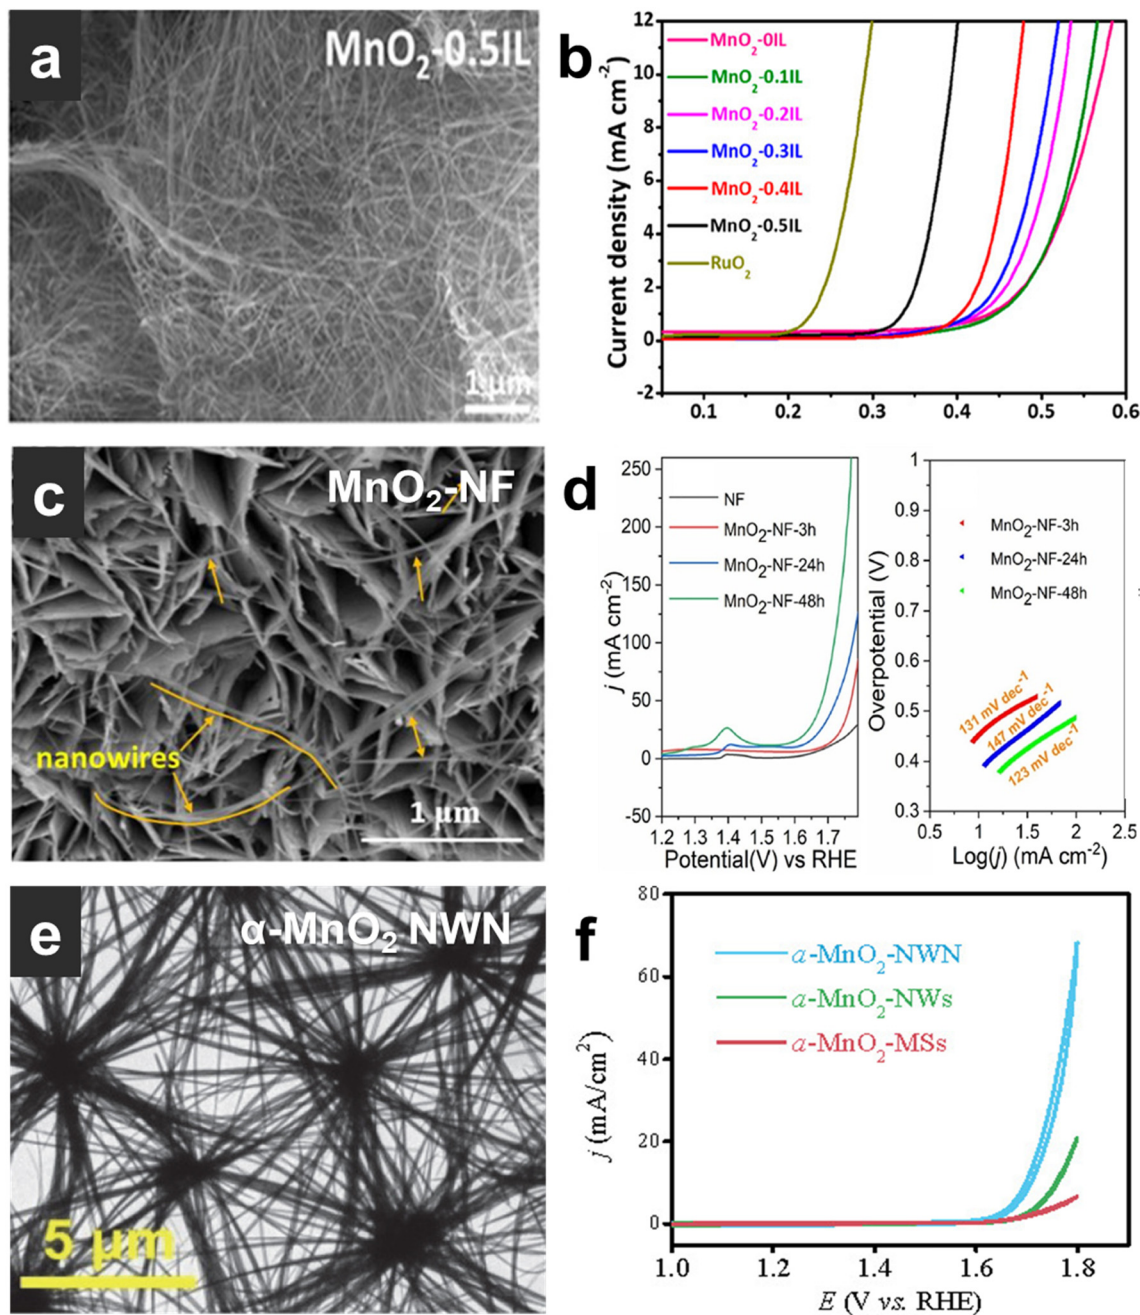 a
MnO₂-0.5IL
1 μm
b
Current density (mA cm⁻²)
12
10
8
6
4
2
0
-2
MnO₂-0IL
MnO₂-0.1IL
MnO₂-0.2IL
MnO₂-0.3IL
MnO₂-0.4IL
MnO₂-0.5IL
RuO₂
0.1 0.2 0.3 0.4 0.5 0.6
c
MnO₂-NF
nanowires
1 μm
d
j (mA cm⁻²)
250
200
150
100
50
0
-50
NF
MnO₂-NF-3h
MnO₂-NF-24h
MnO₂-NF-48h
1.2 1.3 1.4 1.5 1.6 1.7
Potential(V) vs RHE
Overpotential (V)
1
0.9
0.8
0.7
0.6
0.5
0.4
0.3
MnO₂-NF-3h
MnO₂-NF-24h
MnO₂-NF-48h
131 mV dec⁻¹
147 mV dec⁻¹
123 mV dec⁻¹
0.5 1 1.5 2 2.5
Log(j) (mA cm⁻²)
e
α-MnO₂ NWN
5 μm
f
j (mA/cm²)
80
60
40
20
0
α-MnO₂-NWN
α-MnO₂-NWs
α-MnO₂-MSs
1.0 1.2 1.4 1.6 1.8
E (V vs. RHE)